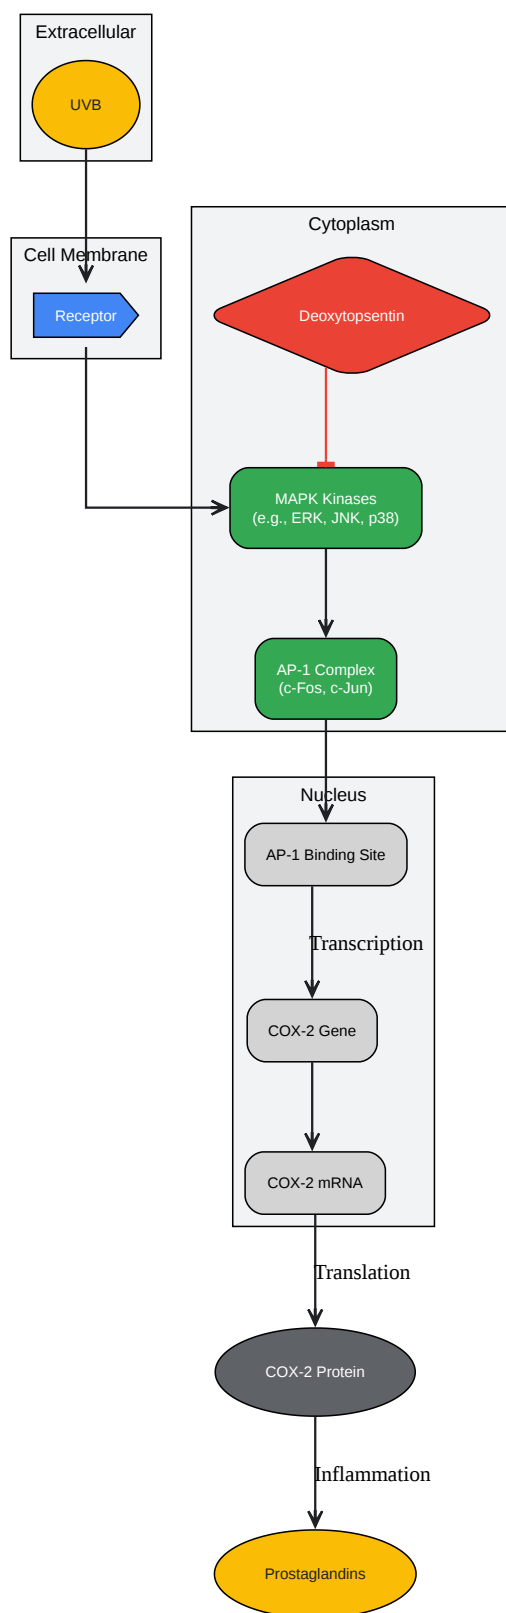 Extracellular
UVB
Cell Membrane
Receptor
Cytoplasm
Deoxytopsentin
MAPK Kinases
(e.g., ERK, JNK, p38)
AP-1 Complex
(c-Fos, c-Jun)
Nucleus
AP-1 Binding Site
Transcription
COX-2 Gene
COX-2 mRNA
Translation
COX-2 Protein
Inflammation
Prostaglandins